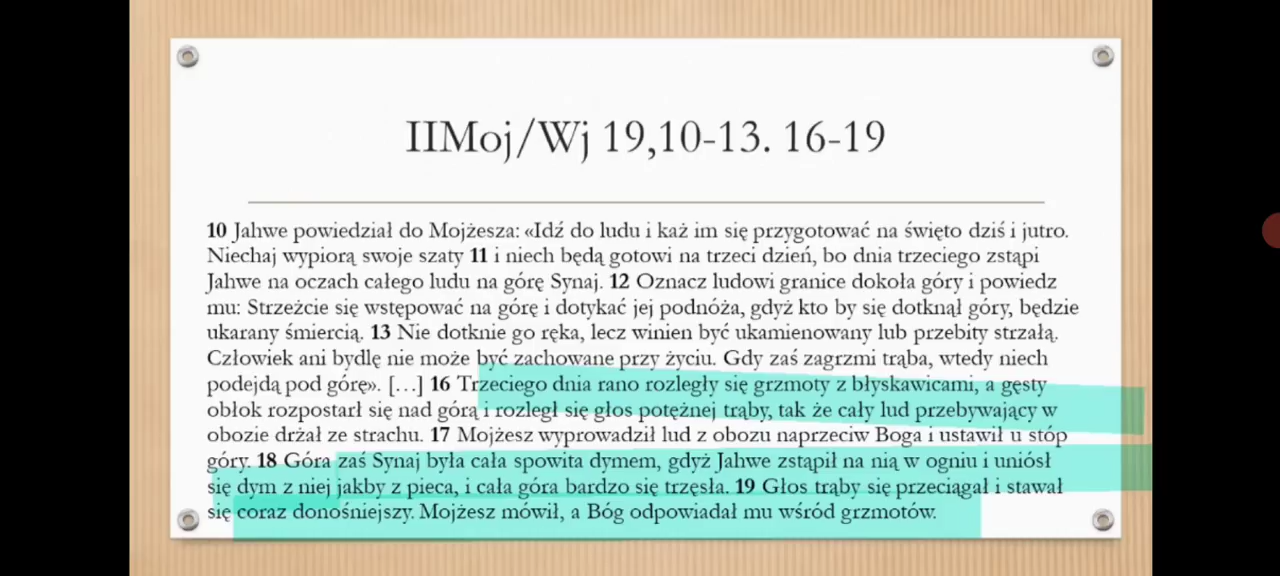 IIMoj/Wj 19,10-13. 16-19
10 Jahwe powiedział do Mojżesza: «Idź do ludu i każ im się przygotować na święto dziś i jutro.
Niechaj wypiorą swoje szaty 11 i niech będą gotowi na trzeci dzień, bo dnia trzeciego zstąpi
Jahwe na oczach całego ludu na górę Synaj. 12 Oznacz ludowi granice dokoła góry i powiedz
mu: Strzeżcie się wstępować na górę i dotykać jej podnóża, gdyż kto by się dotknął góry, będzie
ukarany śmiercią. 13 Nie dotknie go ręka, lecz winien być ukamienowany lub przebity strzałą.
Człowiek ani bydlę nie może być zachowane przy życiu. Gdy zaś zagrzmi trąba, wtedy niech
podejdą pod górę». [...] 16 Trzeciego dnia rano rozległy się grzmoty z błyskawicami, a gęsty
obłok rozpostarł się nad górą i rozległ się głos potężnej trąby, tak że cały lud przebywający w
obozie drżał ze strachu. 17 Mojżesz wyprowadził lud z obozu naprzeciw Boga i ustawił u stóp
góry. 18 Góra zaś Synaj była cała spowita dymem, gdyż Jahwe zstąpił na nią w ogniu i uniósł
się dym z niej jakby z pieca, i cała góra bardzo się trzęsła. 19 Głos trąby się przeciągał i stawał
się coraz donośniejszy. Mojżesz mówił, a Bóg odpowiadał mu wśród grzmotów.